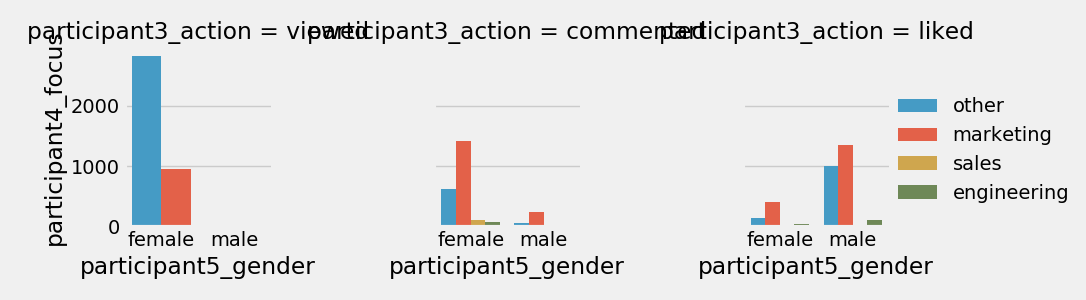 participant3_action = viewed
participant3_action = commented
participant3_action = liked
participant4_focus
2000
1000
0
female male
female male
female male
participant5_gender
participant5_gender
participant5_gender
other
marketing
sales
engineering